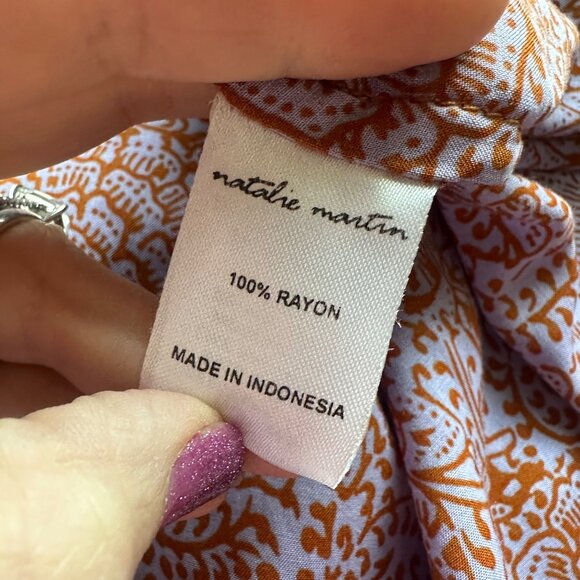 natalie martin
100% RAYON
MADE IN INDONESIA